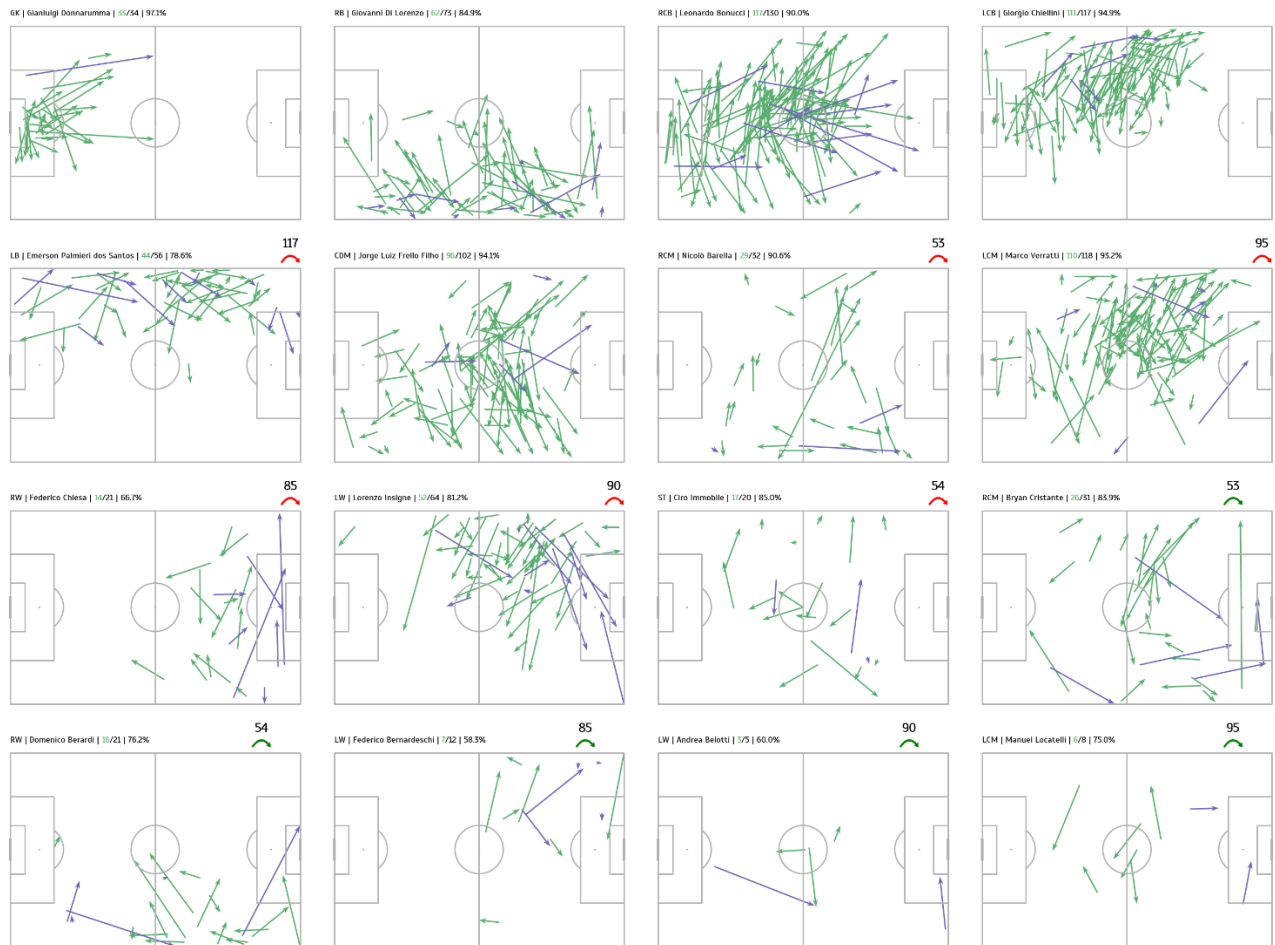 GK | Gianluigi Donnarumma | 33/34 | 97.1%
RB | Giovanni Di Lorenzo | 62/73 | 84.9%
RCB | Leonardo Bonucci | 117/130 | 90.0%
LCB | Giorgio Chiellini | 111/117 | 94.9%
117
53
95
LB | Emerson Palmieri dos Santos | 44/56 | 78.6%
CDM | Jorge Luiz Frello Filho | 96/102 | 94.1%
RCM | Nicolò Barella | 29/32 | 90.6%
LCM | Marco Verratti | 110/118 | 93.2%
85
90
54
53
RW | Federico Chiesa | 14/21 | 66.7%
LW | Lorenzo Insigne | 52/64 | 81.2%
ST | Ciro Immobile | 17/20 | 85.0%
RCM | Bryan Cristante | 26/31 | 83.9%
54
85
90
95
RW | Domenico Berardi | 16/21 | 76.2%
LW | Federico Bernardeschi | 7/12 | 58.3%
LW | Andrea Belotti | 3/5 | 60.0%
LCM | Manuel Locatelli | 6/8 | 75.0%